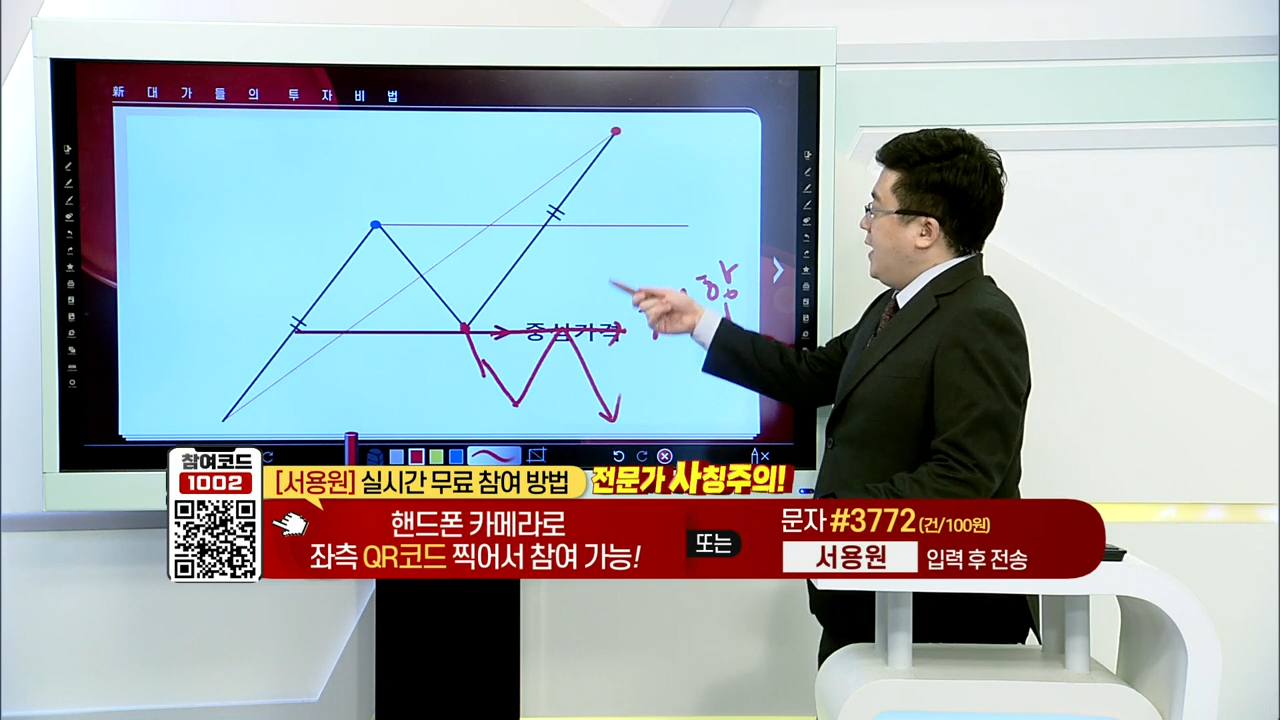 新 대 가 들 의 투 자 비 법
중심가격
항
참여코드
1002
[서용원] 실시간 무료 참여 방법
전문가 사칭주의!
핸드폰 카메라로
좌측 QR코드 찍어서 참여 가능!
또는
문자 #3772 (건/100원)
서용원 입력 후 전송